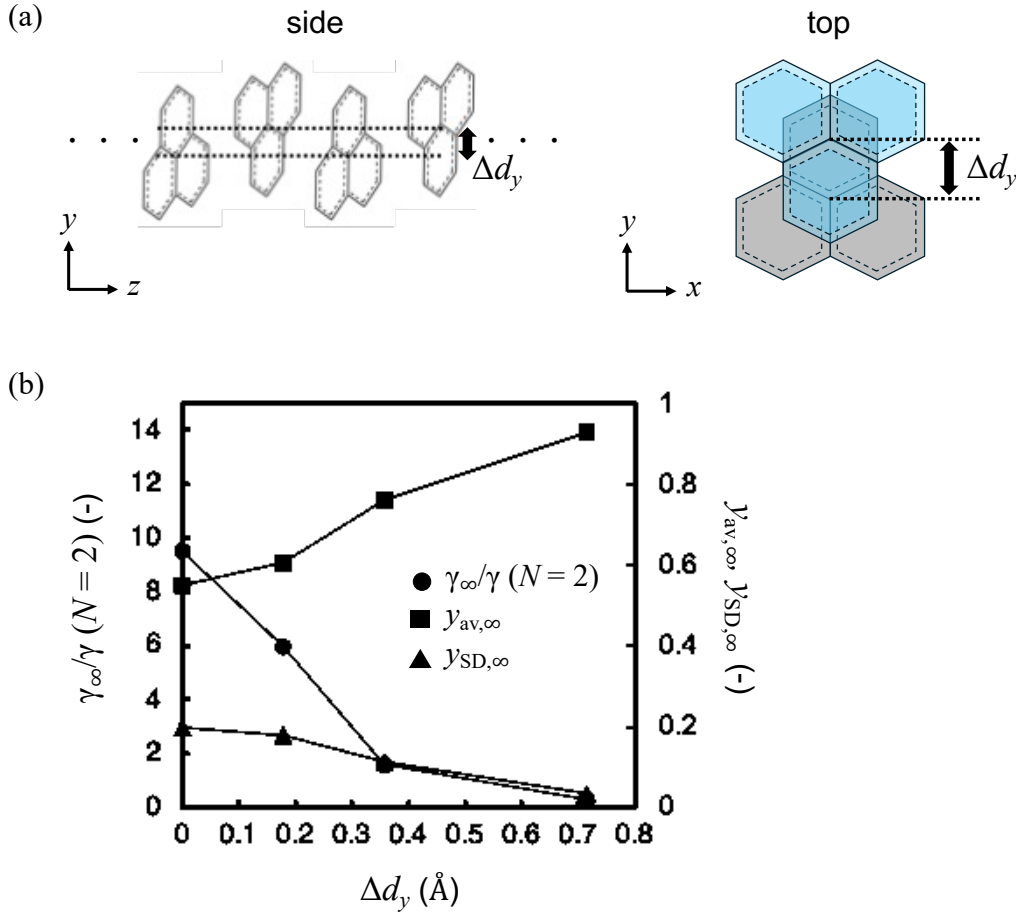 (a)
side
top
· · ·
· · ·
Δd_y
Δd_y
y
z
y
x
(b)
γ∞/γ (N = 2) (-)
14
12
10
8
6
4
2
0
1
0.8
0.6
0.4
0.2
0
y_av,∞, y_SD,∞ (-)
γ∞/γ (N = 2)
y_av,∞
y_SD,∞
0 0.1 0.2 0.3 0.4 0.5 0.6 0.7 0.8
Δd_y (Å)